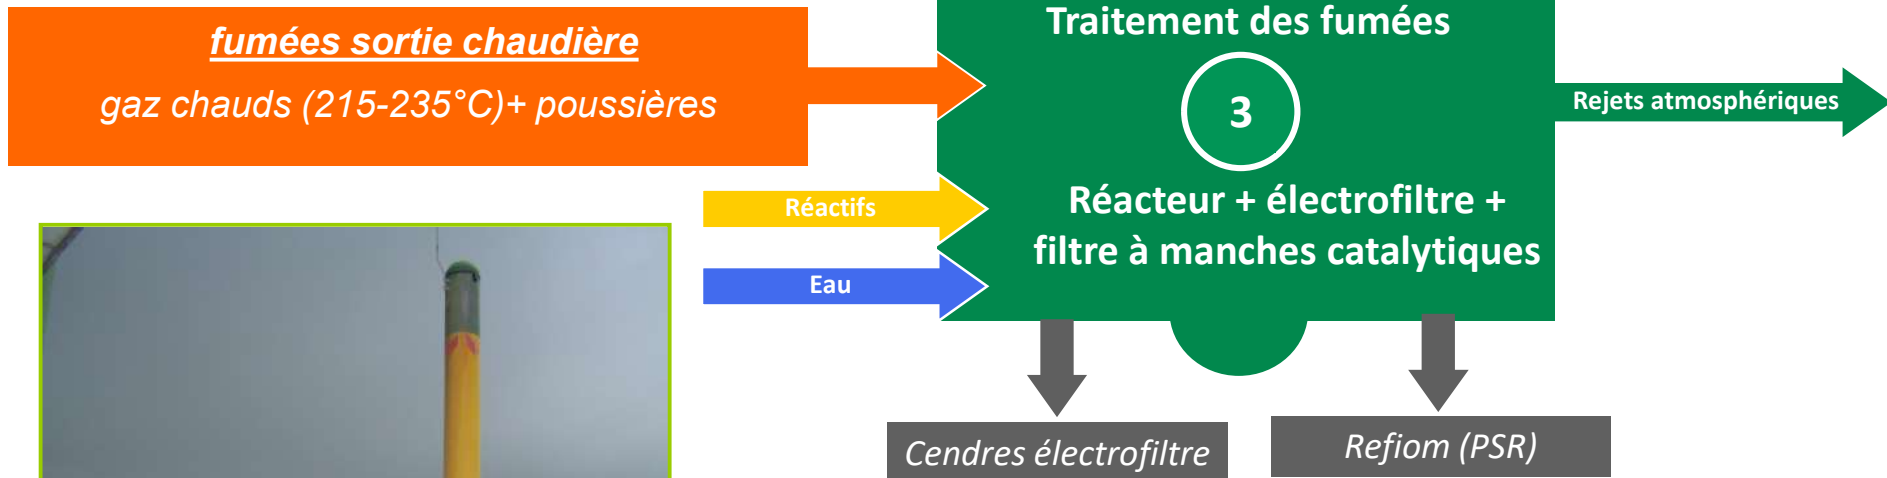 fumées sortie chaudière
gaz chauds (215-235°C)+ poussières
Traitement des fumées
3
Réacteur + électrofiltre +
filtre à manches catalytiques
Rejets atmosphériques
Réactifs
Eau
Cendres électrofiltre
Refiom (PSR)